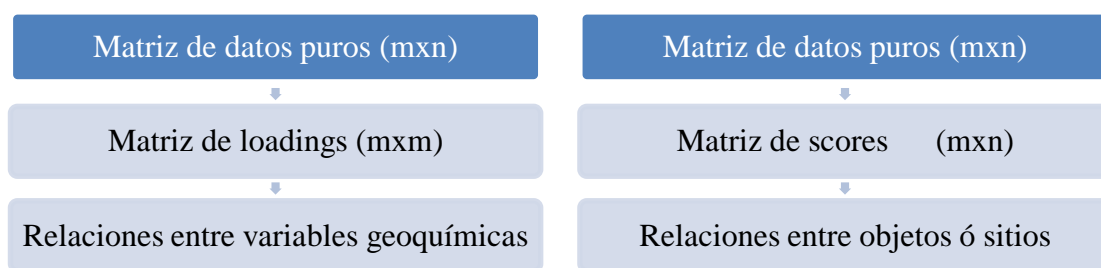 Matriz de datos puros (mxn)
Matriz de loadings (mxm)
Relaciones entre variables geoquímicas
Matriz de datos puros (mxn)
Matriz de scores (mxn)
Relaciones entre objetos ó sitios